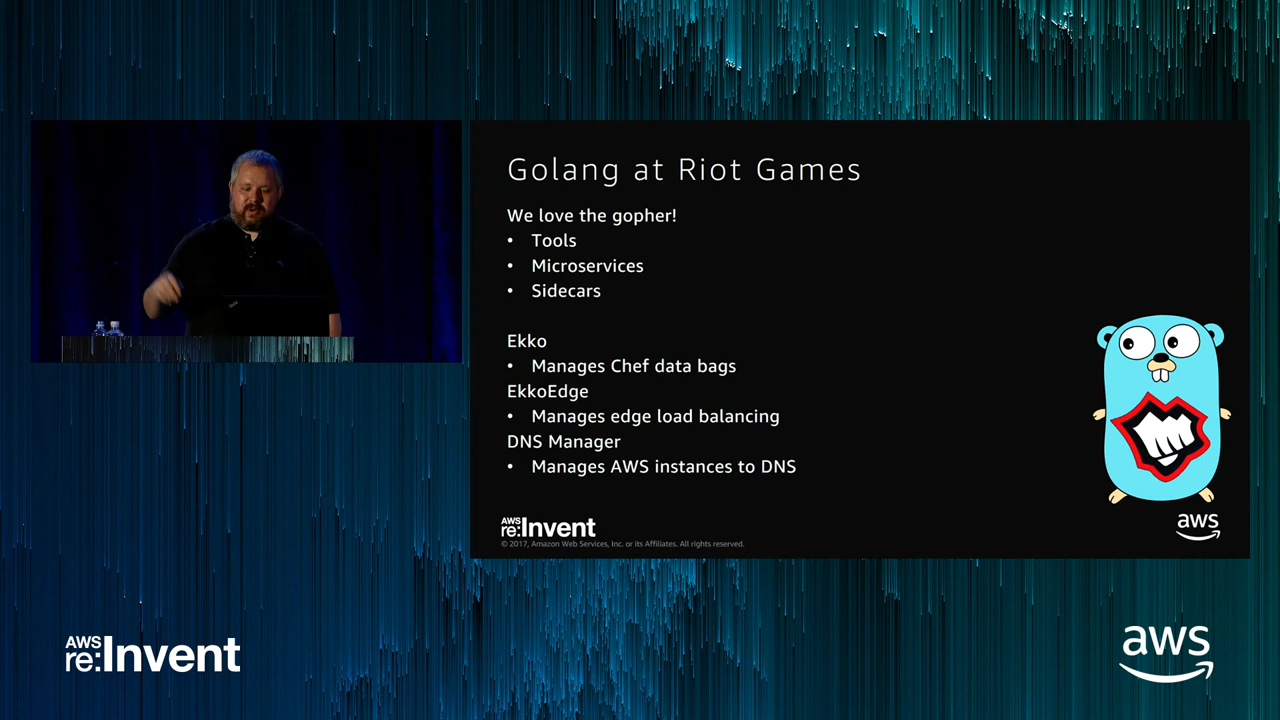 Golang at Riot Games
We love the gopher!
• Tools
• Microservices
• Sidecars
Ekko
• Manages Chef data bags
EkkoEdge
• Manages edge load balancing
DNS Manager
• Manages AWS instances to DNS
AWS
re:Invent
© 2017, Amazon Web Services, Inc. or its Affiliates. All rights reserved.
aws
AWS
re:Invent
aws